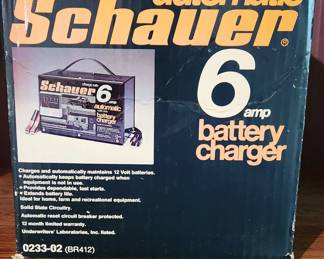 automatic
Schauer®
6
amp
battery
charger
Schauer
6
amp
automatic
battery
charger
Charges and automatically maintains 12 Volt batteries.
• Automatically keeps battery charged when
equipment is not in use.
• Provides dependable, fast starts.
• Extends battery life.
Ideal for home, farm and recreational equipment.
Solid State Circuitry.
Automatic reset circuit breaker protected.
12 month limited warranty.
Underwriters' Laboratories, Inc. listed.
0233-02 (BR412)